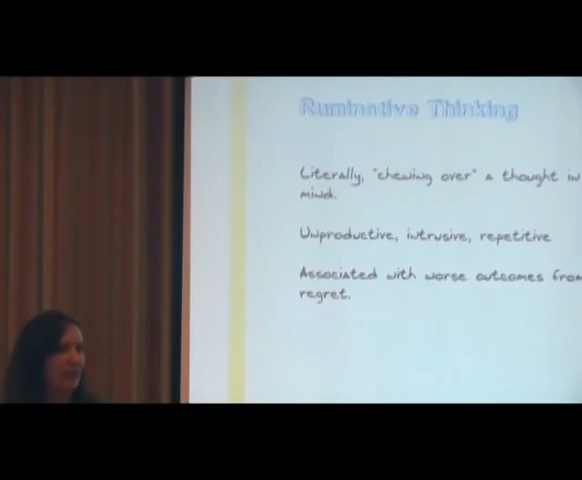 Ruminative Thinking
Literally, "chewing over" a thought in
mind.
Unproductive, intrusive, repetitive
Associated with worse outcomes from
regret.